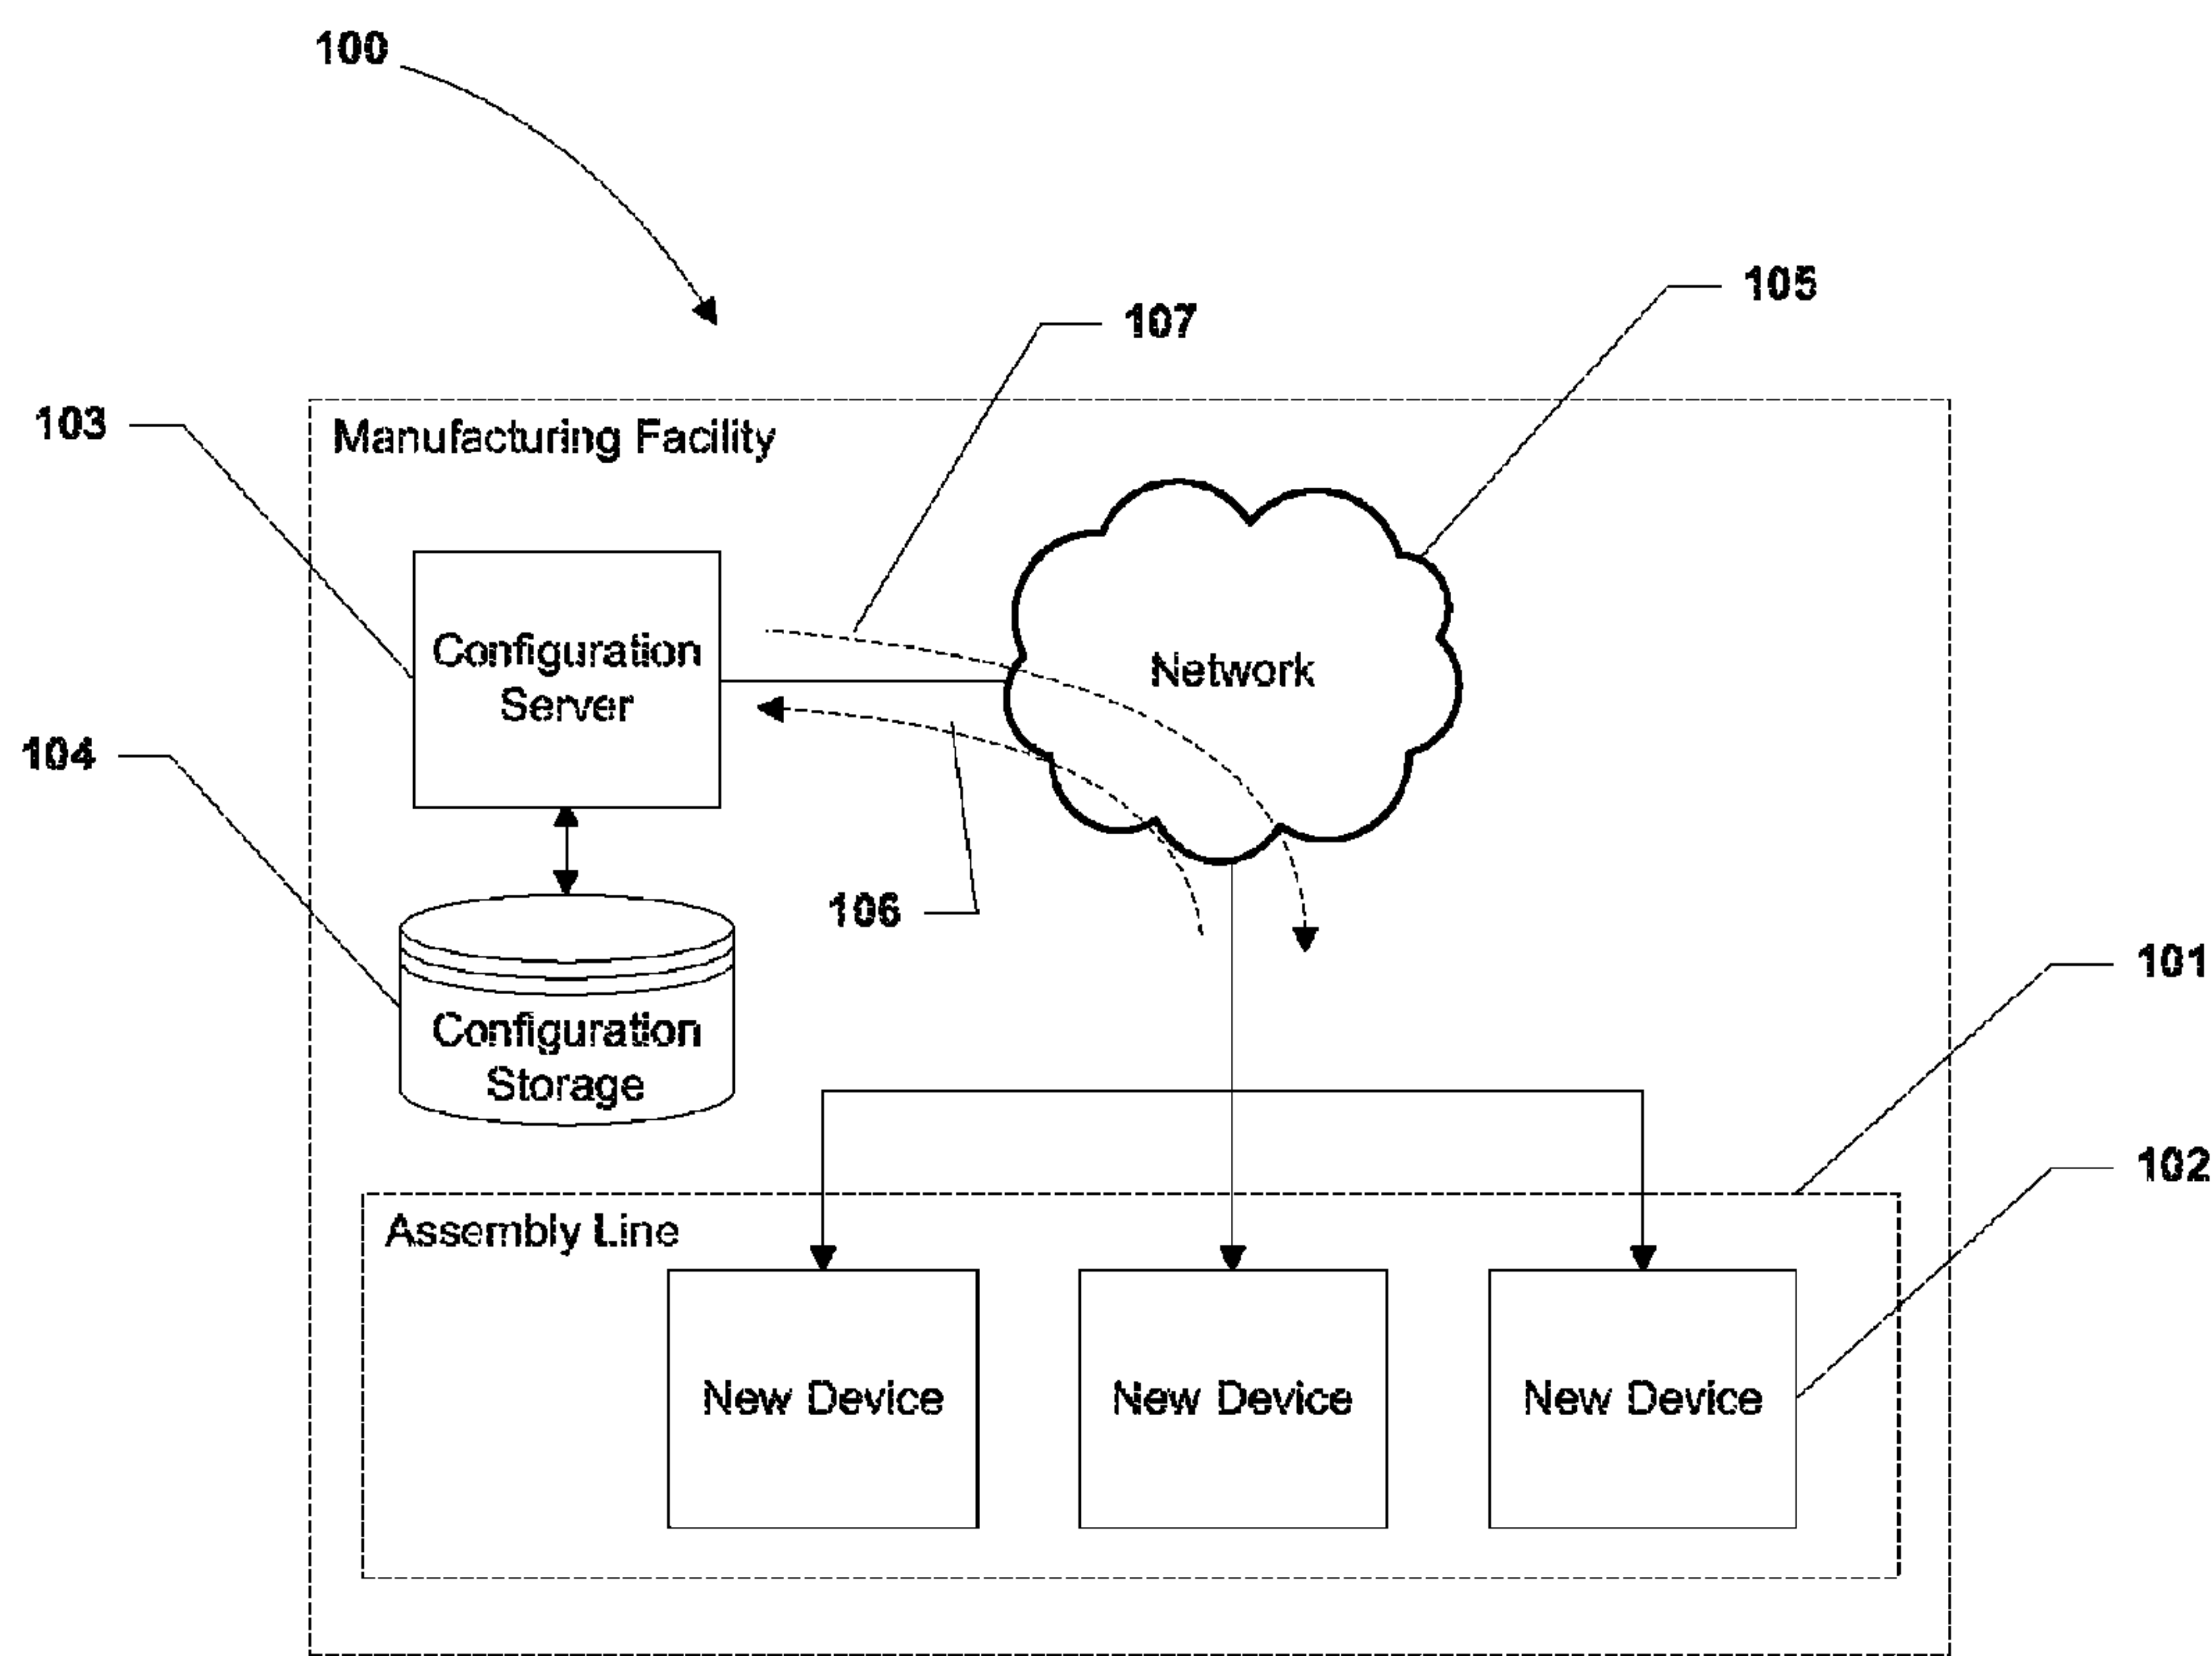 100
105
107
103
Manufacturing Facility
Configuration
Server
Network
104
106
101
Configuration
Storage
102
Assembly Line
New Device
New Device
New Device